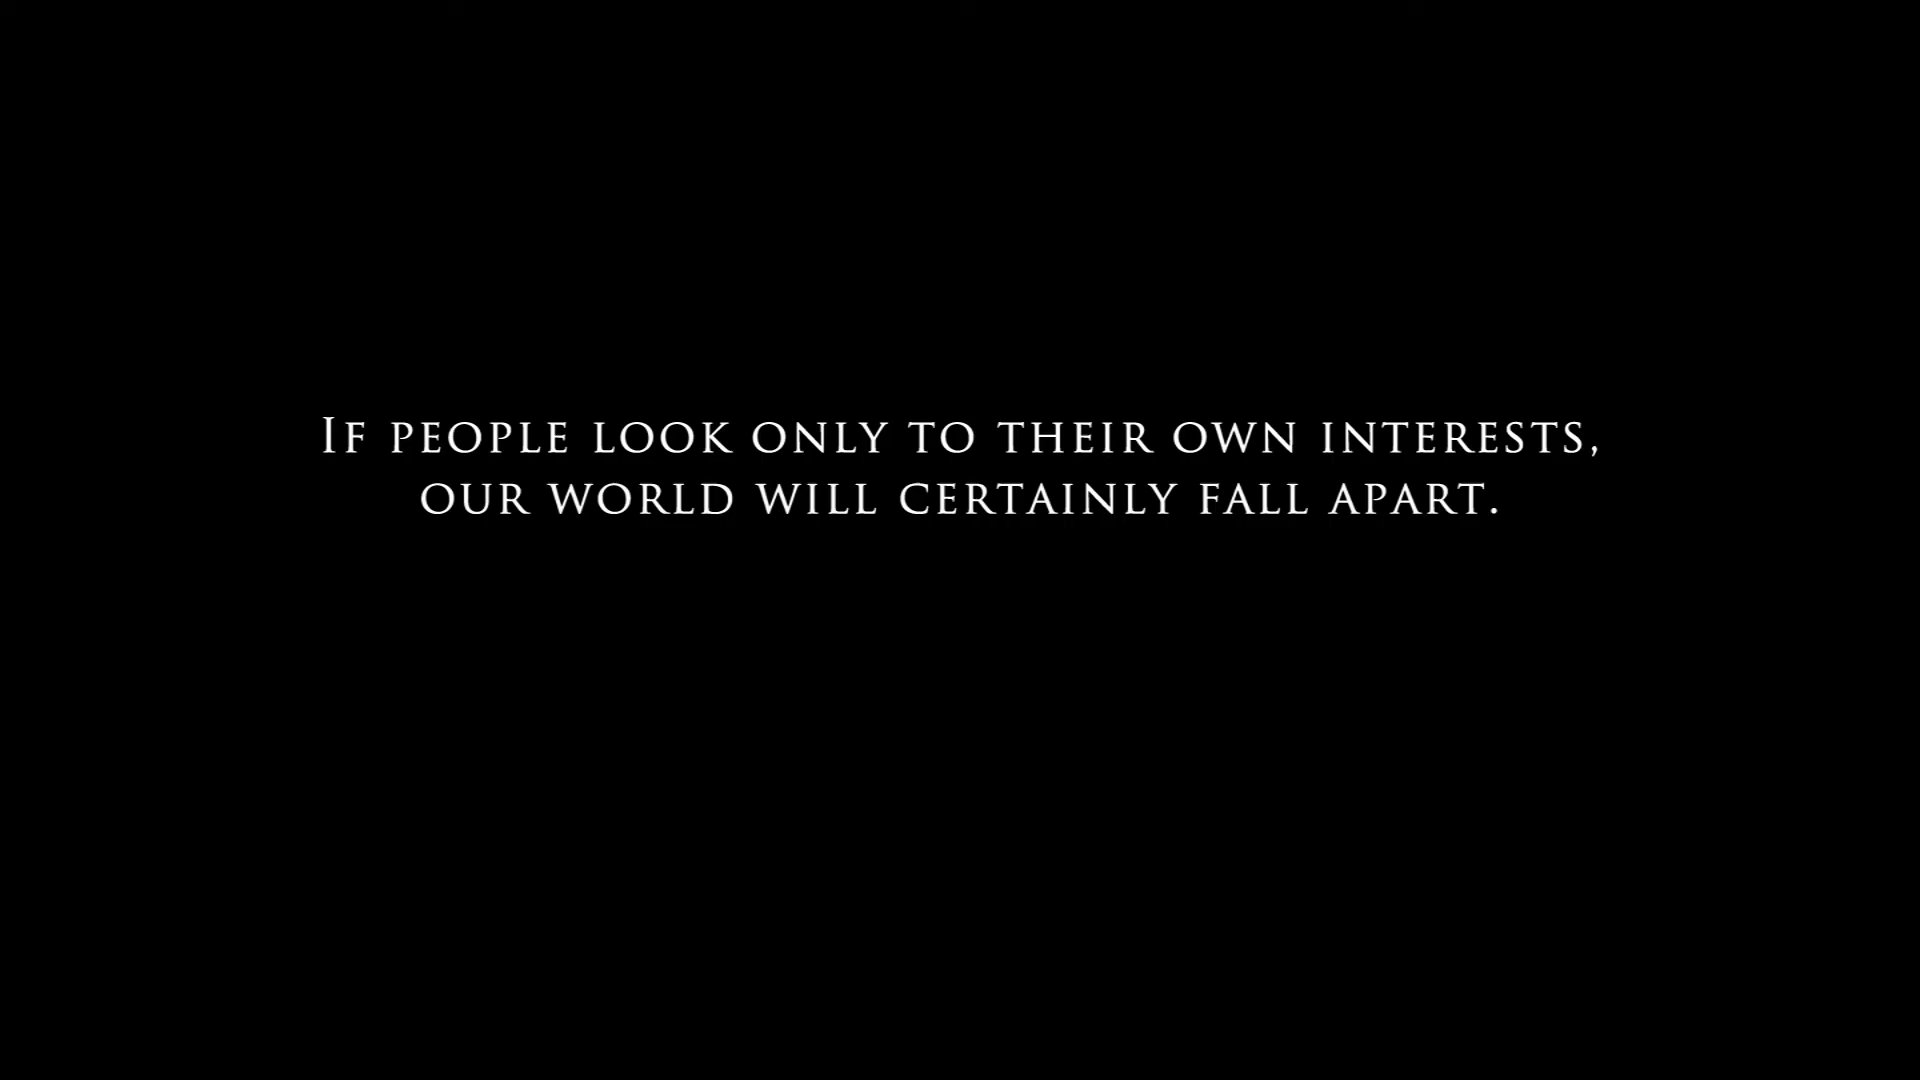 If people look only to their own interests,
our world will certainly fall apart.